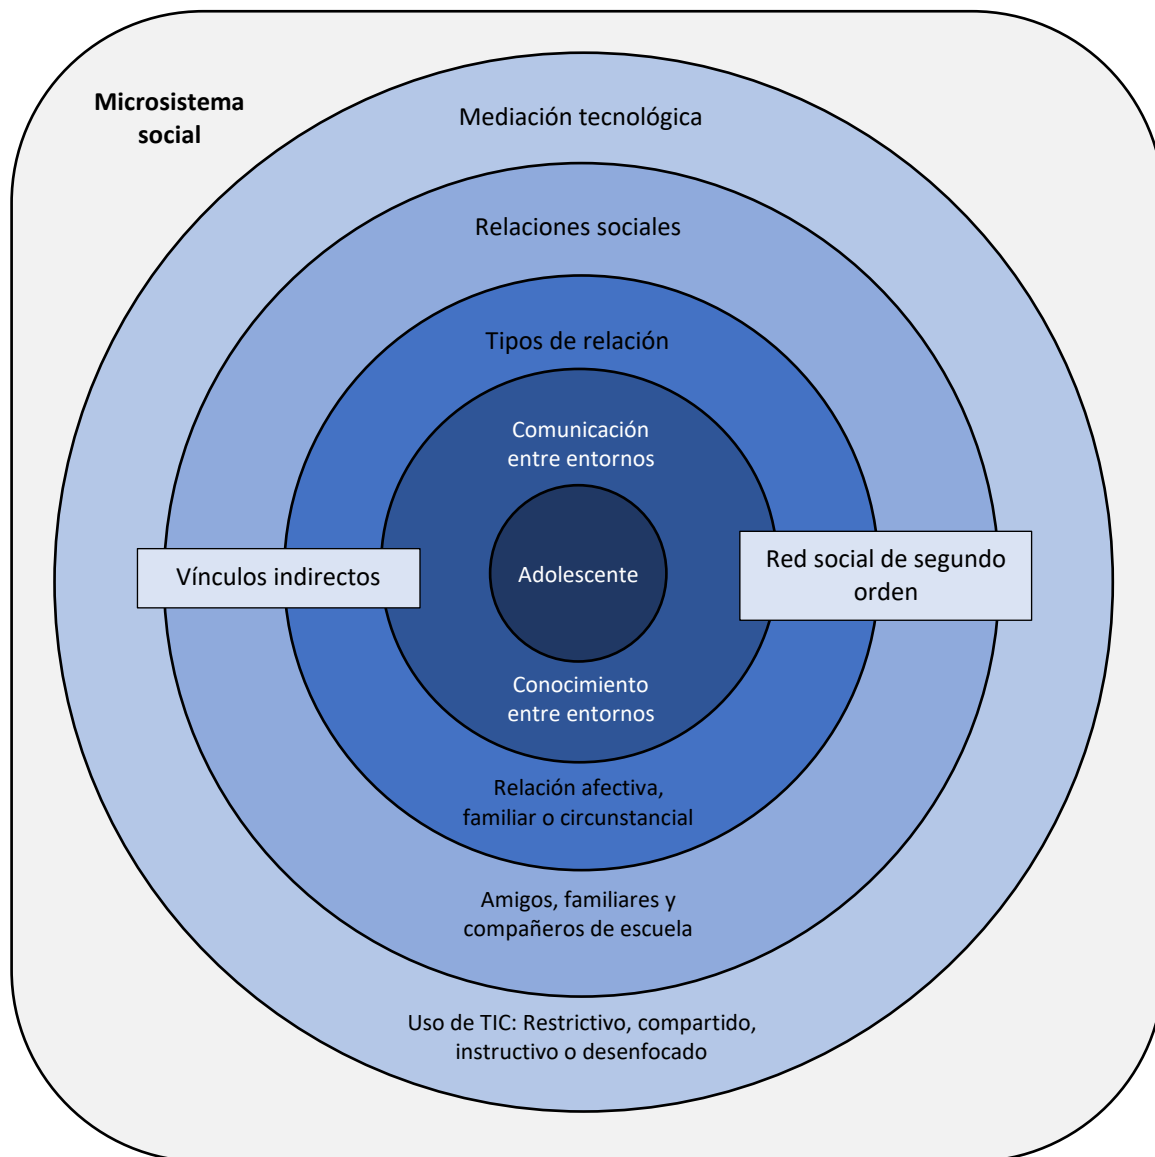 Microsistema
social
Mediación tecnológica
Relaciones sociales
Tipos de relación
Comunicación
entre entornos
Vínculos indirectos
Adolescente
Red social de segundo
orden
Conocimiento
entre entornos
Relación afectiva,
familiar o circunstancial
Amigos, familiares y
compañeros de escuela
Uso de TIC: Restrictivo, compartido,
instructivo o desenfocado